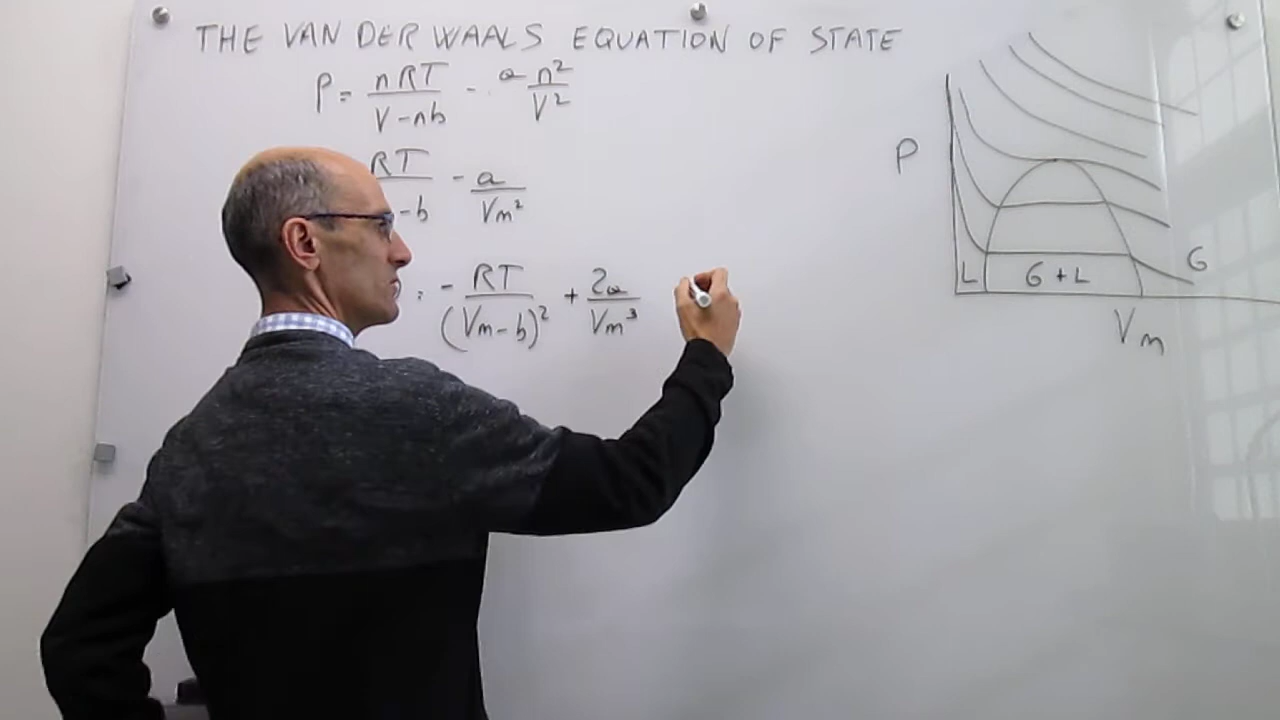 THE VAN DER WAALS EQUATION OF STATE
P = nRT / V - nb - a n² / V²
RT / - b - a / Vm²
= - RT / (Vm - b)² + 2a / Vm³
P
L
G + L
G
Vm